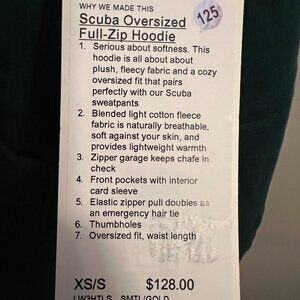 WHY WE MADE THIS
125
Scuba Oversized
Full-Zip Hoodie
1. Serious about softness. This
hoodie is all about about
plush, fleecy fabric and a cozy
oversized fit that pairs
perfectly with our Scuba
sweatpants
2. Blended light cotton fleece
fabric is naturally breathable,
soft against your skin, and
provides lightweight warmth
3. Zipper garage keeps chafe in
check
4. Front pockets with interior
card sleeve
5. Elastic zipper pull doubles as
an emergency hair tie
6. Thumbholes
7. Oversized fit, waist length
XS/S $128.00
LW3HTLS SMTL/GOLD